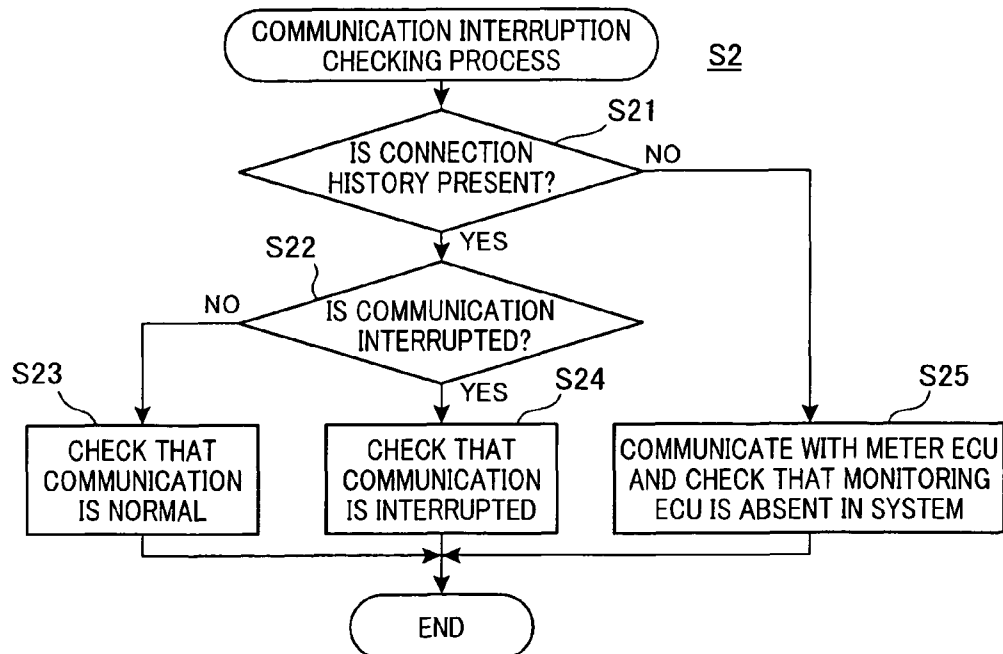 COMMUNICATION INTERRUPTION
CHECKING PROCESS
S2
S21
IS CONNECTION
HISTORY PRESENT?
NO
YES
S22
IS COMMUNICATION
INTERRUPTED?
NO
YES
S23
CHECK THAT
COMMUNICATION
IS NORMAL
S24
CHECK THAT
COMMUNICATION
IS INTERRUPTED
S25
COMMUNICATE WITH METER ECU
AND CHECK THAT MONITORING
ECU IS ABSENT IN SYSTEM
END